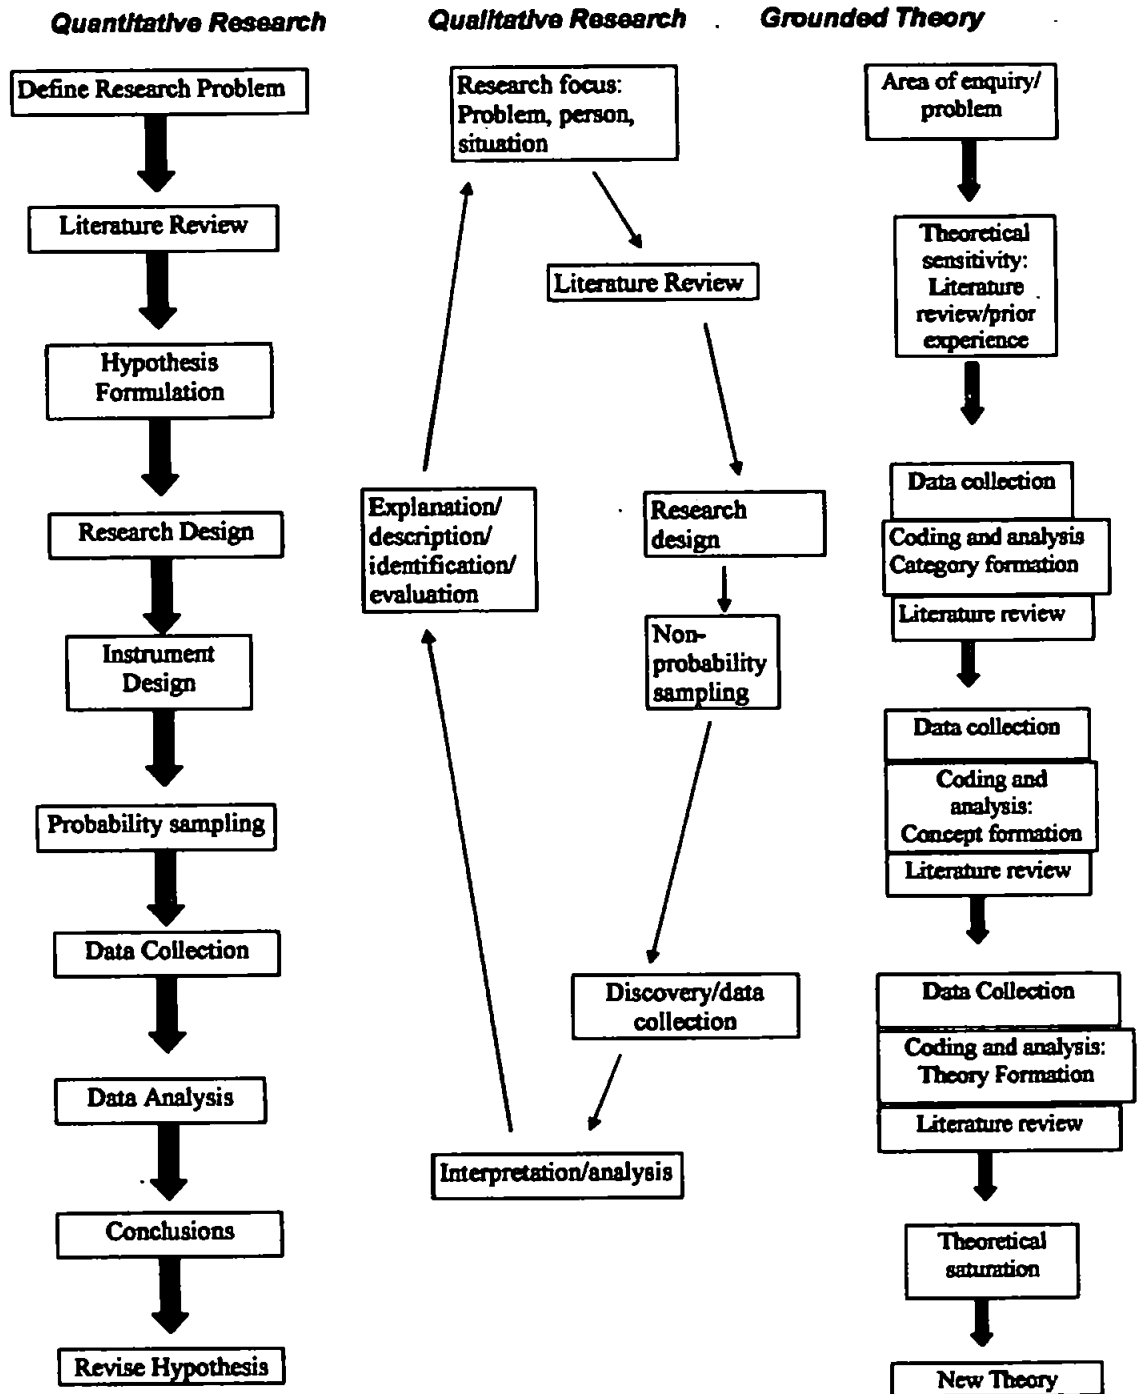 Quantitative Research
Define Research Problem
Literature Review
Hypothesis
Formulation
Research Design
Instrument
Design
Probability sampling
Data Collection
Data Analysis
Conclusions
Revise Hypothesis
Qualitative Research
Research focus:
Problem, person,
situation
Literature Review
Research
design
Non-
probability
sampling
Discovery/data
collection
Interpretation/analysis
Explanation/
description/
identification/
evaluation
Grounded Theory
Area of enquiry/
problem
Theoretical
sensitivity:
Literature
review/prior
experience
Data collection
Coding and analysis
Category formation
Literature review
Data collection
Coding and
analysis:
Concept formation
Literature review
Data Collection
Coding and analysis:
Theory Formation
Literature review
Theoretical
saturation
New Theory